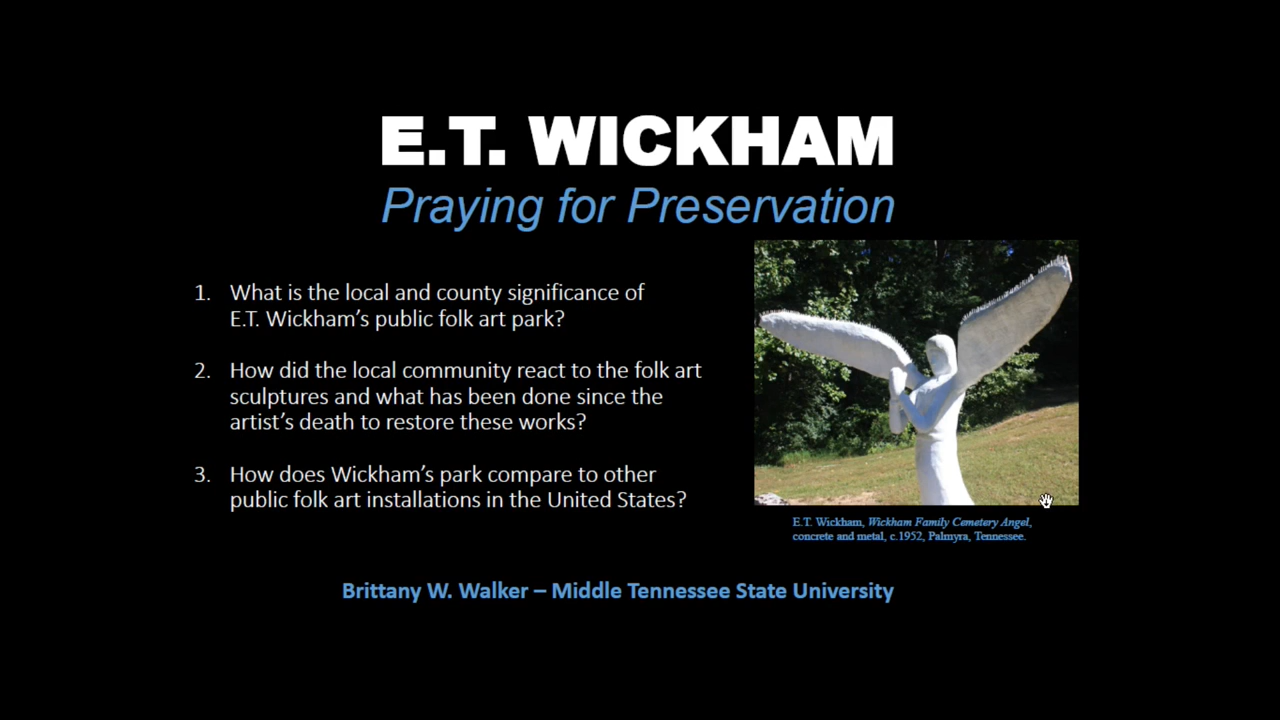 E.T. WICKHAM
Praying for Preservation
1. What is the local and county significance of
E.T. Wickham’s public folk art park?
2. How did the local community react to the folk art
sculptures and what has been done since the
artist’s death to restore these works?
3. How does Wickham’s park compare to other
public folk art installations in the United States?
E.T. Wickham, Wickham Family Cemetery Angel,
concrete and metal, c.1952, Palmyra, Tennessee.
Brittany W. Walker – Middle Tennessee State University